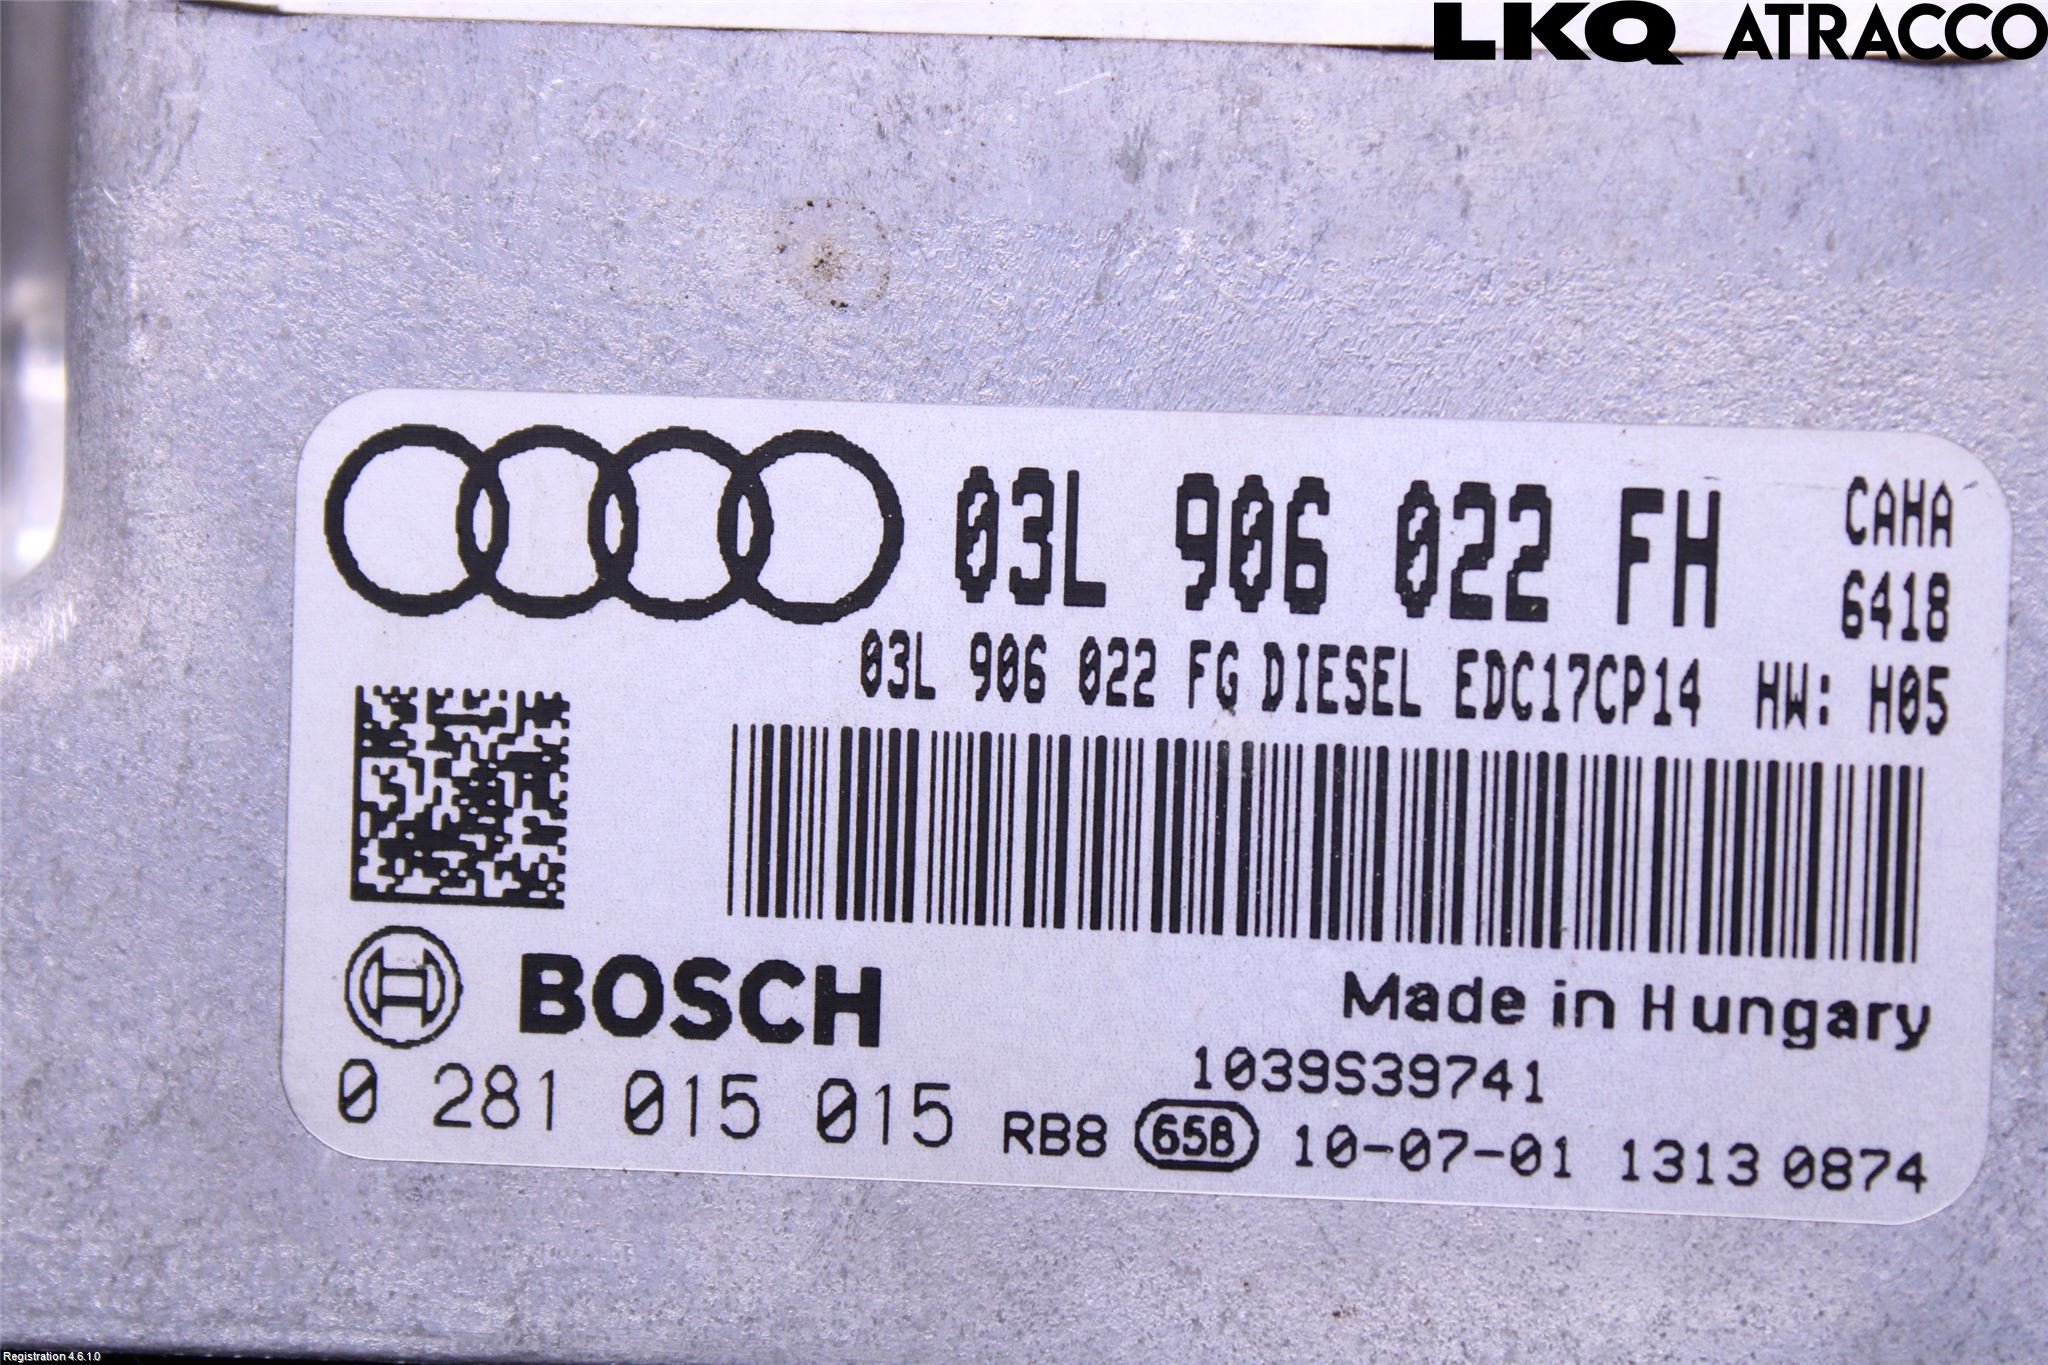 LKQ ATRACCO
03L 906 022 FH CAHA
6418
03L 906 022 FG DIESEL EDC17CP14 HW: H05
BOSCH
Made in Hungary
1039S39741
0 281 015 015 RB8 658 10-07-01 1313 0874
Registration 4.6.1.0